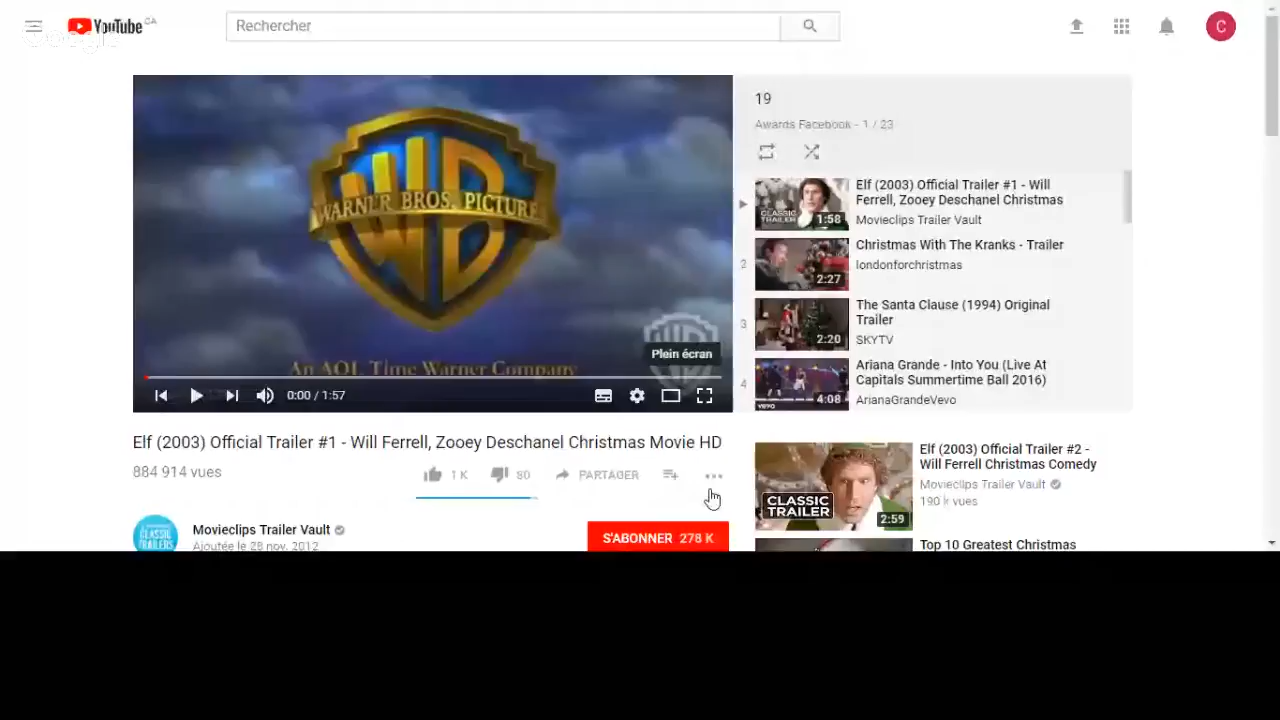 YouTube CA
Rechercher
C
WARNER BROS. PICTURES
An AOL Time Warner Company
Plein écran
0:00 / 1:57
19
Awards Facebook - 1 / 23
CLASSIC
TRAILER
1:58
Elf (2003) Official Trailer #1 - Will
Ferrell, Zooey Deschanel Christmas
Movieclips Trailer Vault
2
2:27
Christmas With The Kranks - Trailer
londonforchristmas
3
2:20
The Santa Clause (1994) Original
Trailer
SKYTV
4
vevo
4:08
Ariana Grande - Into You (Live At
Capitals Summertime Ball 2016)
ArianaGrandeVevo
Elf (2003) Official Trailer #1 - Will Ferrell, Zooey Deschanel Christmas Movie HD
884 914 vues
1 K
80
PARTAGER
CLASSIC
TRAILERS
Movieclips Trailer Vault
Ajoutée le 28 nov. 2012
S'ABONNER 278 K
CLASSIC
TRAILER
2:59
Elf (2003) Official Trailer #2 -
Will Ferrell Christmas Comedy
Movieclips Trailer Vault
190 k vues
Top 10 Greatest Christmas